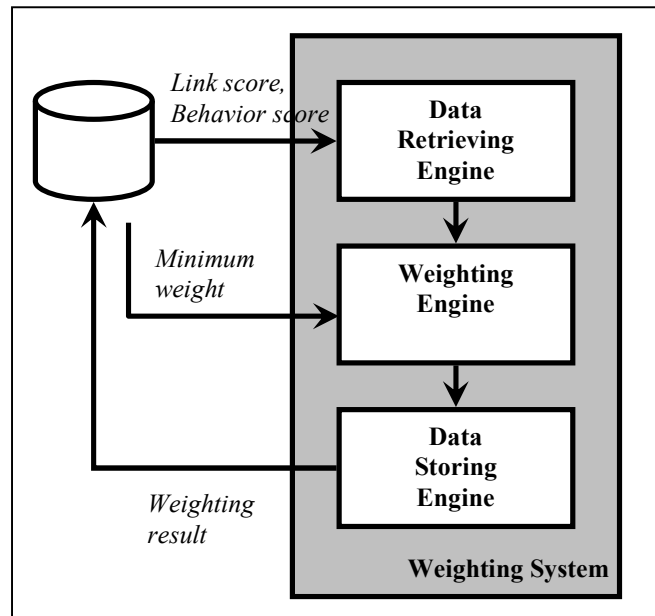 Link score,
Behavior score
Data
Retrieving
Engine
Minimum
weight
Weighting
Engine
Data
Storing
Engine
Weighting
result
Weighting System